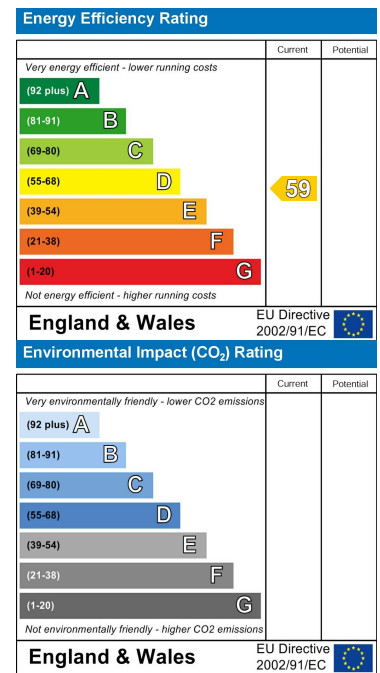 Energy Efficiency Rating
Current Potential
Very energy efficient - lower running costs
(92 plus) A
(81-91) B
(69-80) C
(55-68) D
59
(39-54) E
(21-38) F
(1-20) G
Not energy efficient - higher running costs
England & Wales
EU Directive
2002/91/EC
Environmental Impact (CO₂) Rating
Current Potential
Very environmentally friendly - lower CO2 emissions
(92 plus) A
(81-91) B
(69-80) C
(55-68) D
(39-54) E
(21-38) F
(1-20) G
Not environmentally friendly - higher CO2 emissions
England & Wales
EU Directive
2002/91/EC